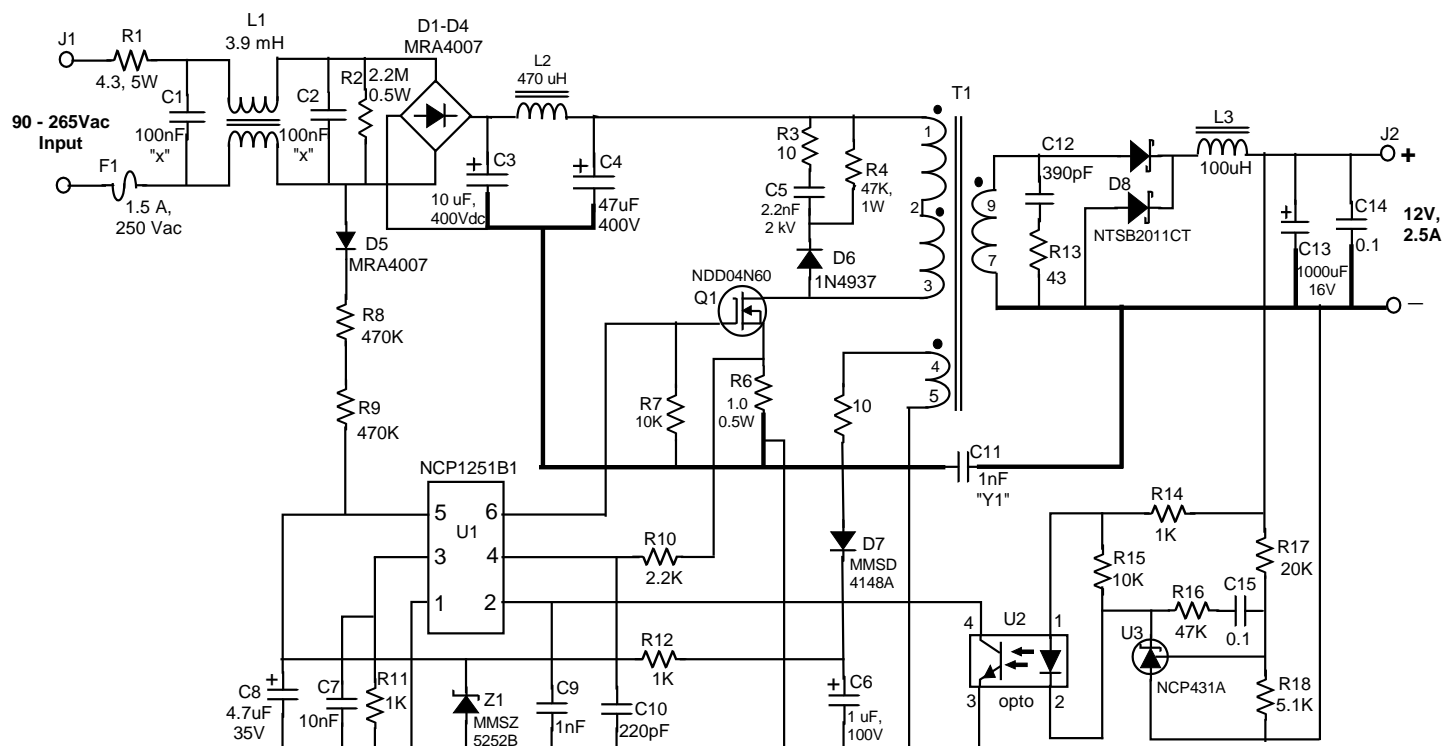 J1
R1
4.3, 5W
L1
3.9 mH
C1
100nF
"x"
90 - 265Vac
Input
F1
1.5 A,
250 Vac
C2
100nF
"x"
R2
2.2M
0.5W
D1-D4
MRA4007
L2
470 uH
C3
10 uF,
400Vdc
C4
47uF
400V
R3
10
C5
2.2nF
2 kV
R4
47K,
1W
D6
1N4937
T1
1
2
3
4
5
9
7
C12
390pF
R13
43
D8
NTSB2011CT
L3
100uH
C13
1000uF
16V
C14
0.1
J2
+
12V,
2.5A
—
D5
MRA4007
R8
470K
R9
470K
NDD04N60
Q1
R7
10K
R6
1.0
0.5W
10
C11
1nF
"Y1"
NCP1251B1
5
6
U1
3
4
1
2
R10
2.2K
D7
MMSD
4148A
R14
1K
R15
10K
R17
20K
R16
47K
C15
0.1
U3
NCP431A
R18
5.1K
U2
4
1
3
2
opto
R12
1K
+
C8
4.7uF
35V
C7
10nF
R11
1K
Z1
MMSZ
5252B
C9
1nF
C10
220pF
+
C6
1 uF,
100V
+
+
+